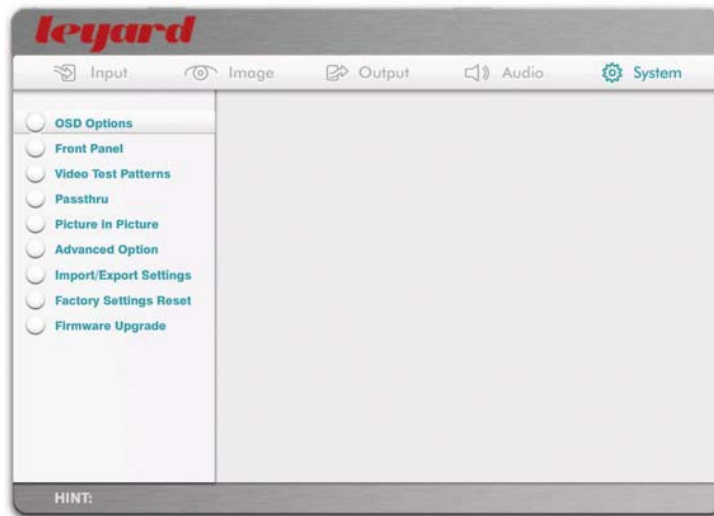 leyard
Input Image Output Audio System
OSD Options
Front Panel
Video Test Patterns
Passthru
Picture in Picture
Advanced Option
Import/Export Settings
Factory Settings Reset
Firmware Upgrade
HINT: